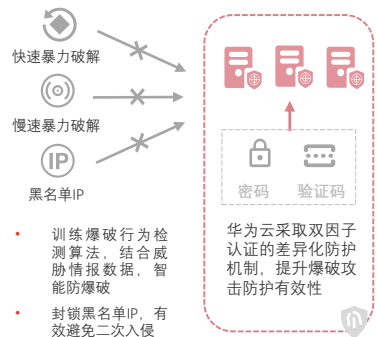 快速暴力破解
慢速暴力破解
IP
黑名单IP
• 训练爆破行为检
测算法，结合威
胁情报数据，智
能防爆破
• 封锁黑名单IP，有
效避免二次入侵
密码 验证码
华为云采取双因子
认证的差异化防护
机制，提升爆破攻
击防护有效性